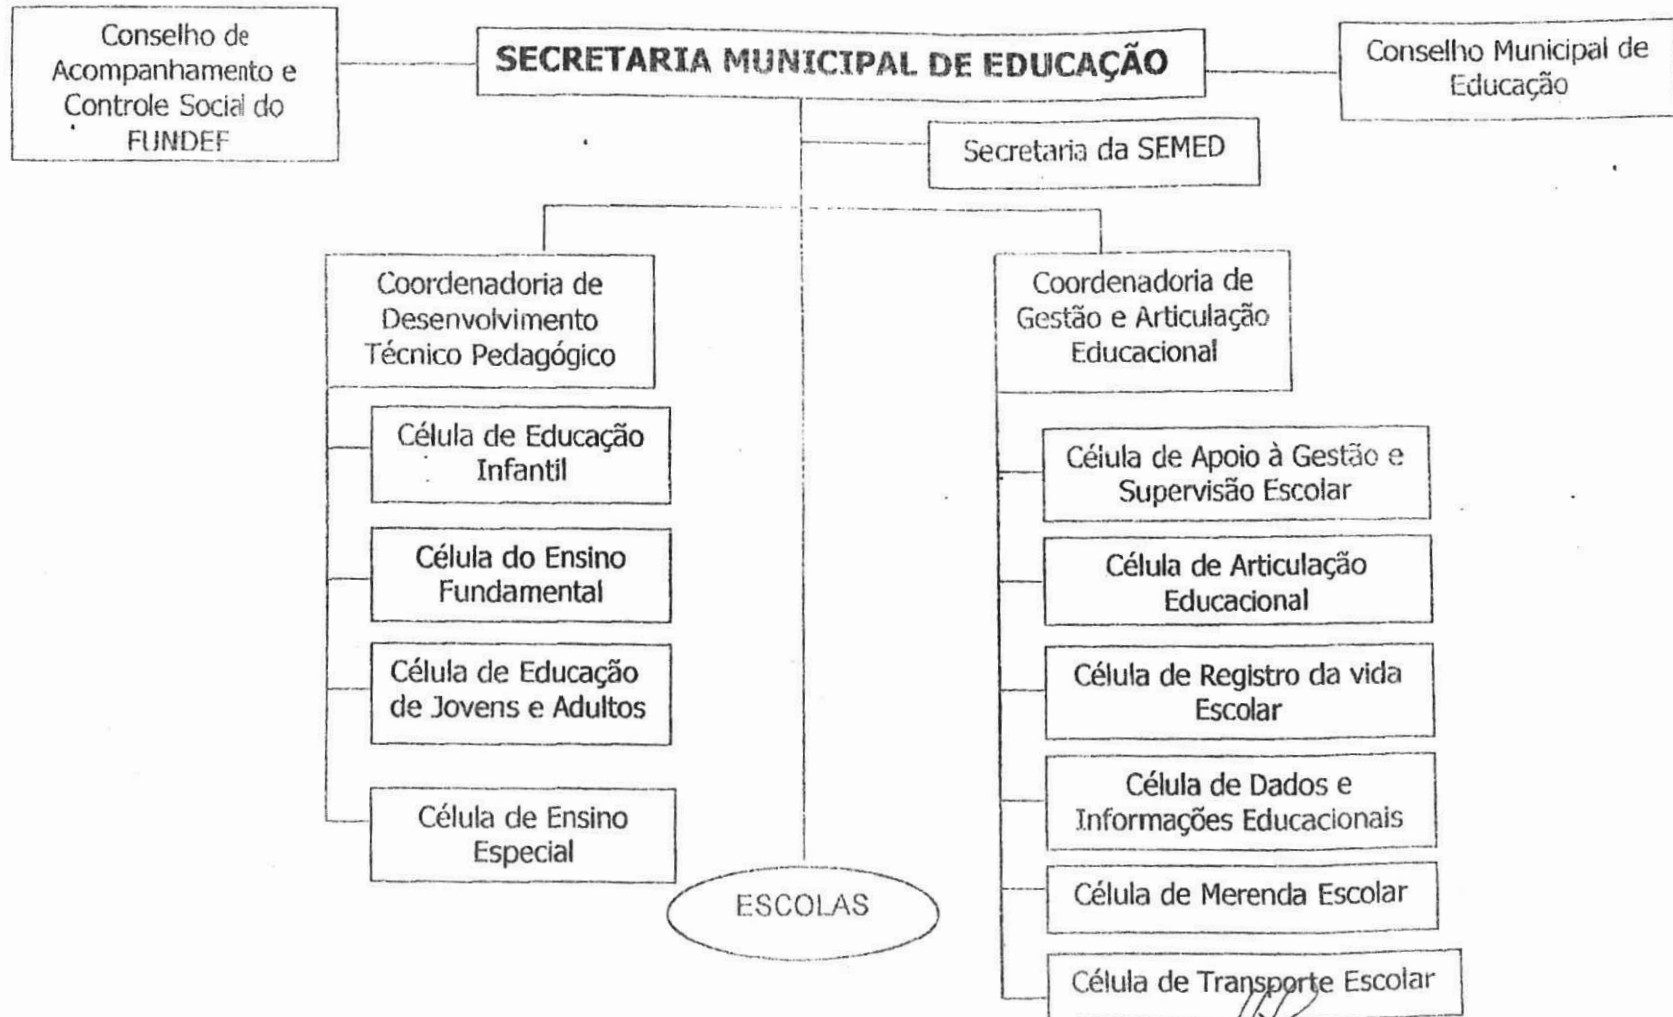 Conselho de
Acompanhamento e
Controle Social do
FUNDEF
SECRETARIA MUNICIPAL DE EDUCAÇÃO
Conselho Municipal de
Educação
Secretaria da SEMED
Coordenadoria de
Desenvolvimento
Técnico Pedagógico
Célula de Educação
Infantil
Célula do Ensino
Fundamental
Célula de Educação
de Jovens e Adultos
Célula de Ensino
Especial
ESCOLAS
Coordenadoria de
Gestão e Articulação
Educacional
Célula de Apoio à Gestão e
Supervisão Escolar
Célula de Articulação
Educacional
Célula de Registro da vida
Escolar
Célula de Dados e
Informações Educacionais
Célula de Merenda Escolar
Célula de Transporte Escolar